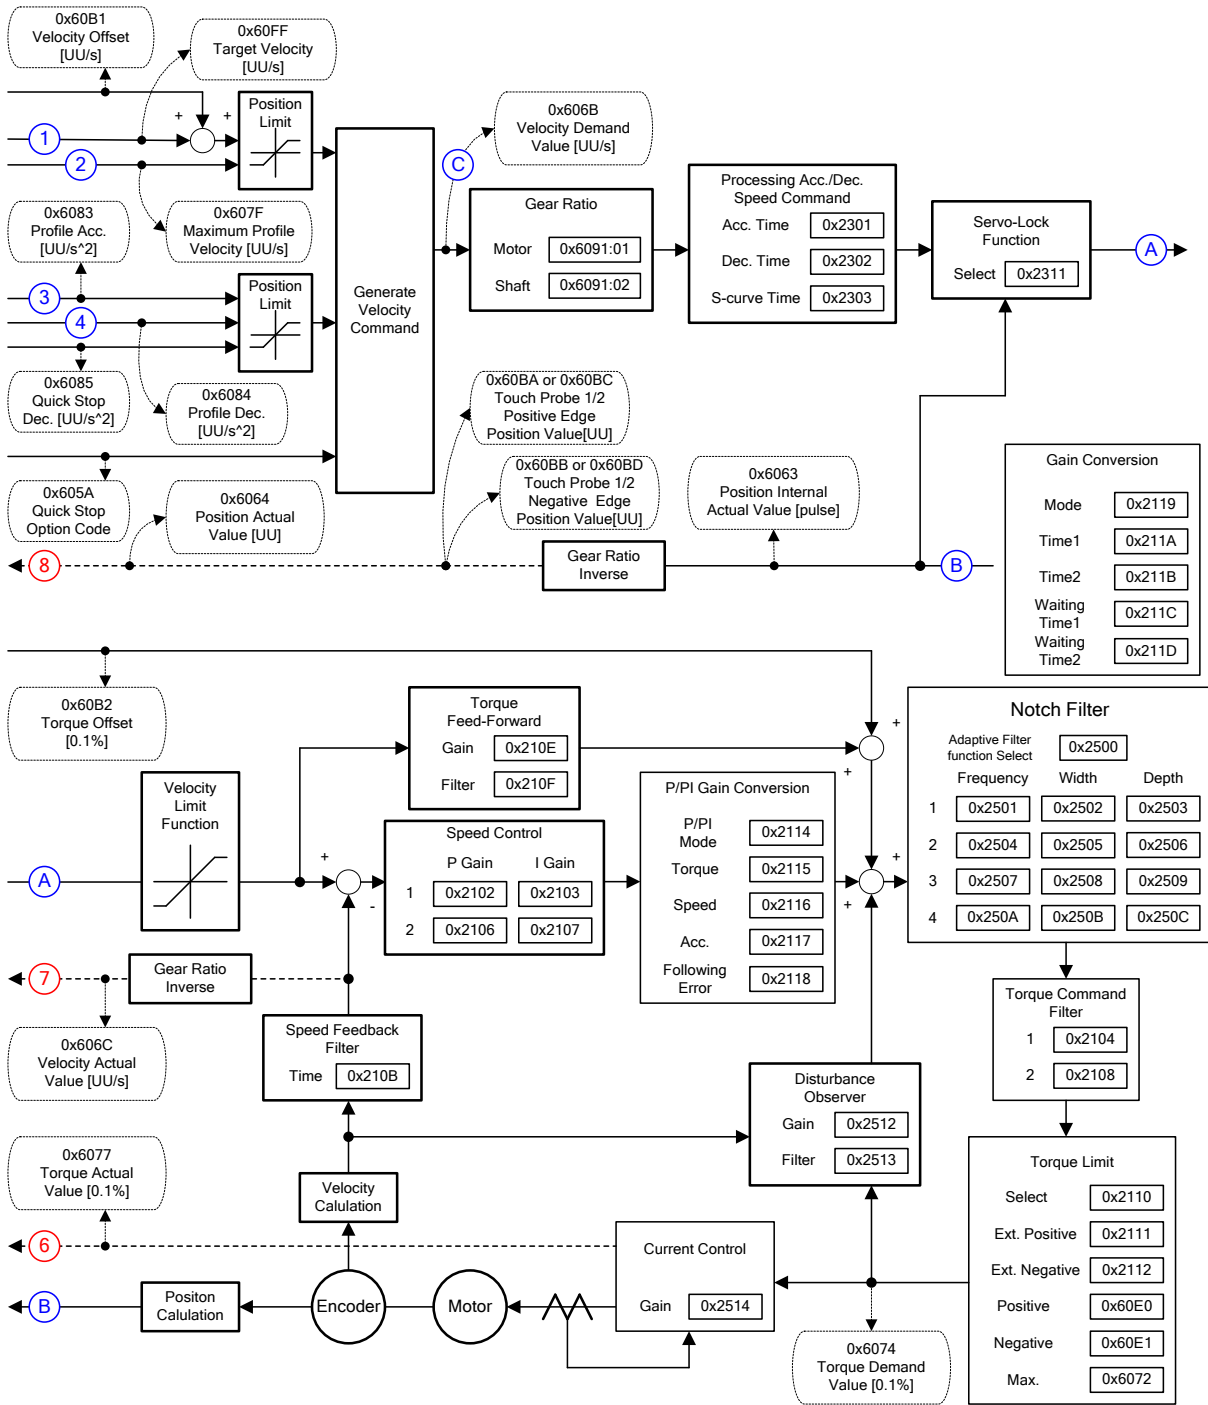 0x60B1
Velocity Offset
[UU/s]
0x60FF
Target Velocity
[UU/s]
+
+
1
2
Position
Limit
0x606B
Velocity Demand
Value [UU/s]
C
0x6083
Profile Acc.
[UU/s^2]
0x607F
Maximum Profile
Velocity [UU/s]
Gear Ratio
Motor 0x6091:01
Shaft 0x6091:02
Processing Acc./Dec.
Speed Command
Acc. Time 0x2301
Dec. Time 0x2302
S-curve Time 0x2303
Servo-Lock
Function
Select 0x2311
A
3
4
Position
Limit
Generate
Velocity
Command
0x6085
Quick Stop
Dec. [UU/s^2]
0x6084
Profile Dec.
[UU/s^2]
0x60BA or 0x60BC
Touch Probe 1/2
Positive Edge
Position Value[UU]
0x605A
Quick Stop
Option Code
0x6064
Position Actual
Value [UU]
0x60BB or 0x60BD
Touch Probe 1/2
Negative Edge
Position Value[UU]
0x6063
Position Internal
Actual Value [pulse]
8
Gear Ratio
Inverse
B
Gain Conversion
Mode 0x2119
Time1 0x211A
Time2 0x211B
Waiting
Time1 0x211C
Waiting
Time2 0x211D
0x60B2
Torque Offset
[0.1%]
Torque
Feed-Forward
Gain 0x210E
Filter 0x210F
+
+
Notch Filter
Adaptive Filter
function Select 0x2500
Frequency Width Depth
1 0x2501 0x2502 0x2503
2 0x2504 0x2505 0x2506
3 0x2507 0x2508 0x2509
4 0x250A 0x250B 0x250C
A
Velocity
Limit
Function
+
-
Speed Control
P Gain I Gain
1 0x2102 0x2103
2 0x2106 0x2107
P/PI Gain Conversion
P/PI
Mode 0x2114
Torque 0x2115
Speed 0x2116
Acc. 0x2117
Following
Error 0x2118
+
+
7
Gear Ratio
Inverse
0x606C
Velocity Actual
Value [UU/s]
Speed Feedback
Filter
Time 0x210B
Torque Command
Filter
1 0x2104
2 0x2108
Disturbance
Observer
Gain 0x2512
Filter 0x2513
0x6077
Torque Actual
Value [0.1%]
Velocity
Calulation
6
Current Control
Gain 0x2514
Torque Limit
Select 0x2110
Ext. Positive 0x2111
Ext. Negative 0x2112
Positive 0x60E0
Negative 0x60E1
Max. 0x6072
B
Positon
Calulation
Encoder
Motor
0x6074
Torque Demand
Value [0.1%]